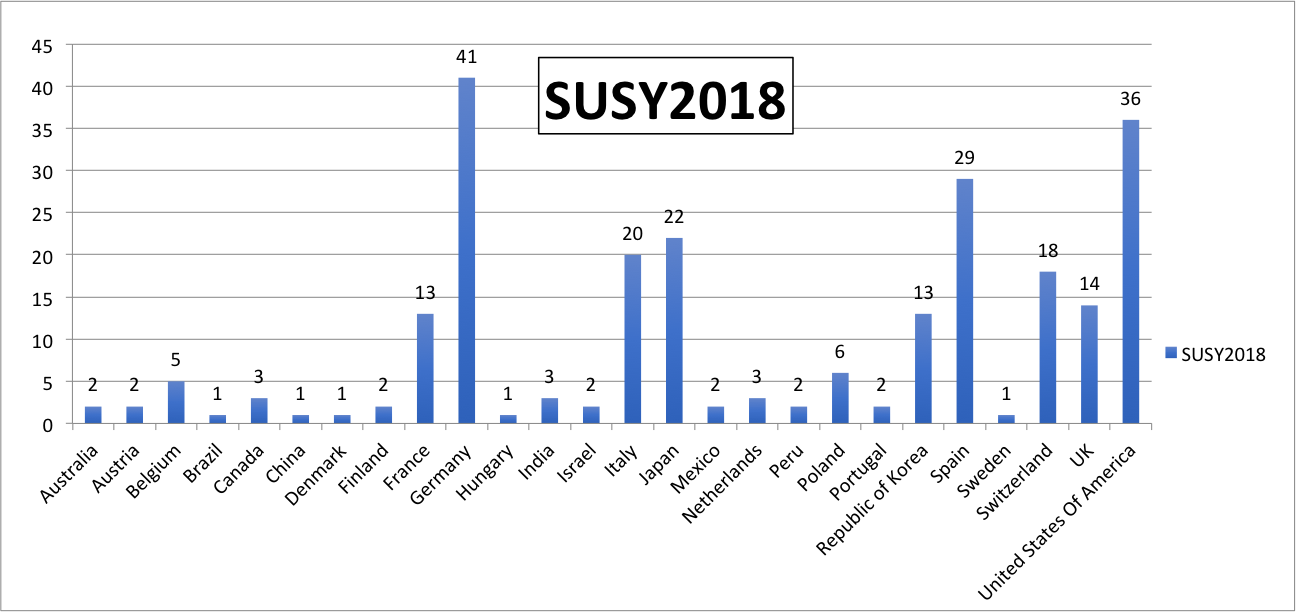 SUSY2018
45
40
35
30
25
20
15
10
5
0
2
2
5
1
3
1
1
2
13
41
1
3
2
20
22
2
3
2
6
2
13
29
1
18
14
36
Australia
Austria
Belgium
Brazil
Canada
China
Denmark
Finland
France
Germany
Hungary
India
Israel
Italy
Japan
Mexico
Netherlands
Peru
Poland
Portugal
Republic of Korea
Spain
Sweden
Switzerland
UK
United States Of America
SUSY2018